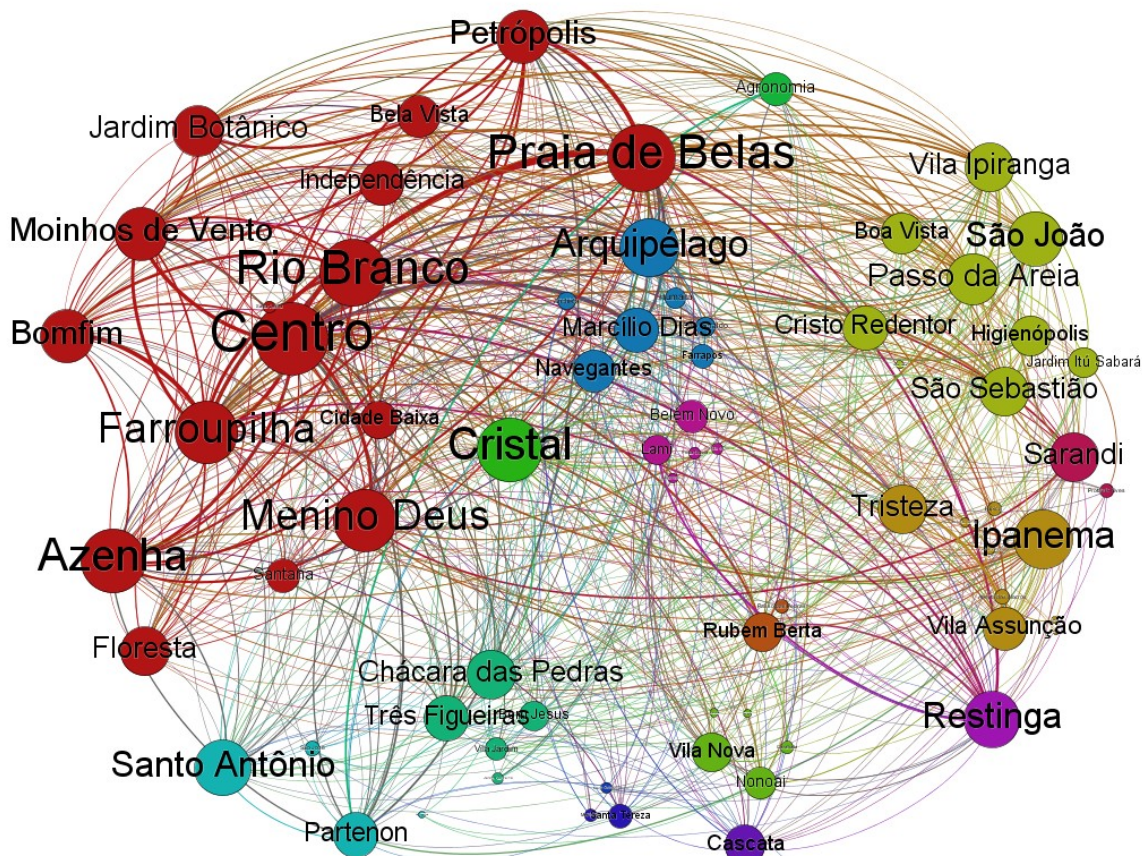 Petrópolis
Agronomia
Bela Vista
Jardim Botânico
Praia de Belas
Vila Ipiranga
Independência
Moinhos de Vento
Arquipélago
Boa Vista
São João
Rio Branco
Passo da Areia
Centro
Bomfim
Marcílio Dias
Cristo Redentor
Higienópolis
Farrapos
Jardim Itú Sabará
Navegantes
São Sebastião
Cidade Baixa
Belém Novo
Farroupilha
Cristal
Lami
Sarandi
Tristeza
Menino Deus
Ipanema
Azenha
Santana
Rubem Berta
Vila Assunção
Floresta
Chácara das Pedras
Três Figueiras
Bom Jesus
Restinga
Vila Jardim
Vila Nova
Santo Antônio
Nonoai
Santa Tereza
Partenon
Cascata